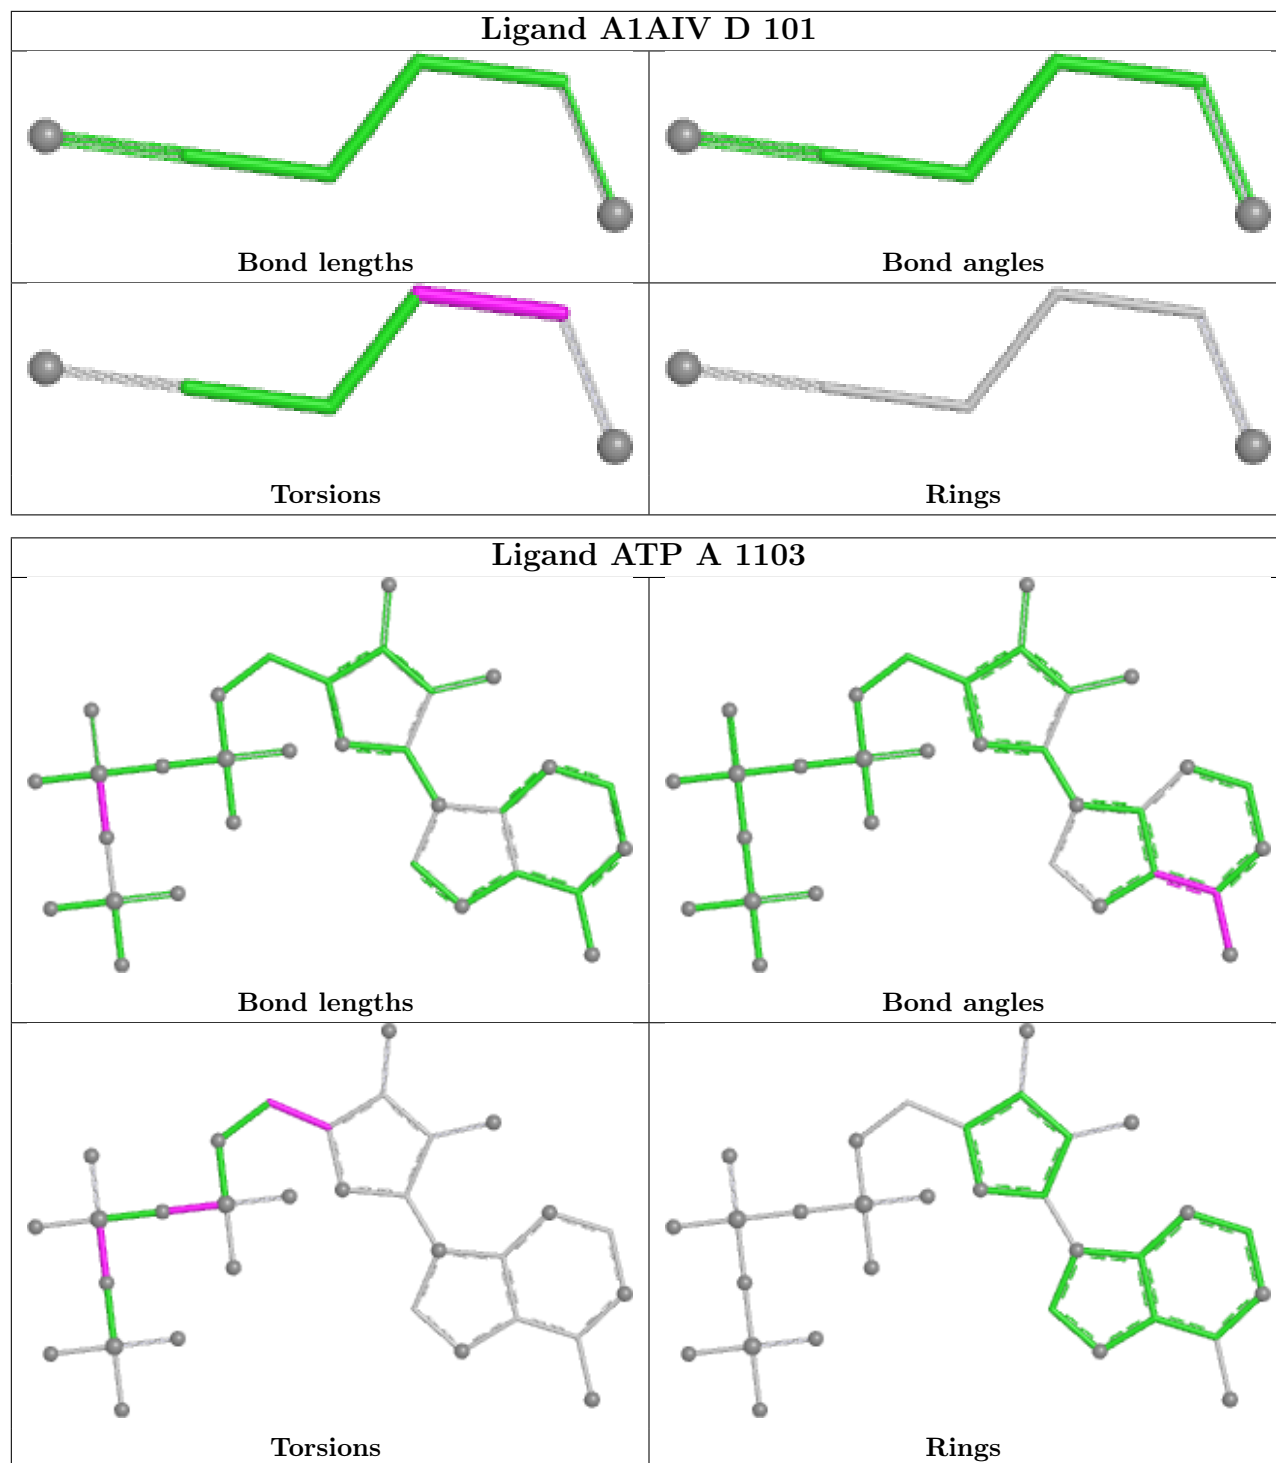 Ligand A1AIV D 101
Bond lengths
Bond angles
Torsions
Rings
Ligand ATP A 1103
Bond lengths
Bond angles
Torsions
Rings